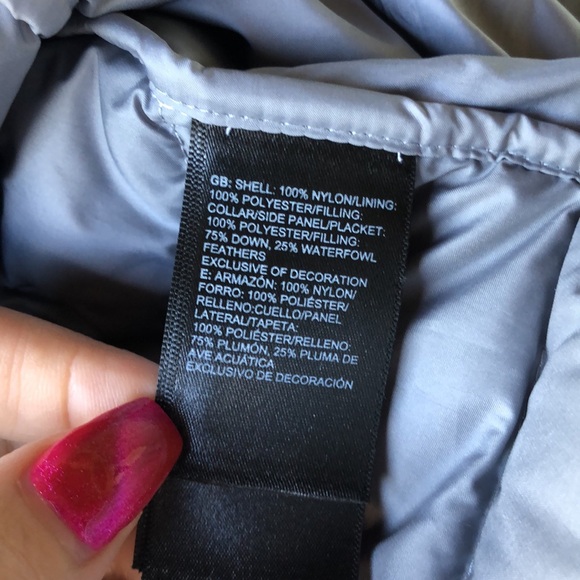 GB: SHELL: 100% NYLON/LINING:
100% POLYESTER/FILLING:
COLLAR/SIDE PANEL/PLACKET:
100% POLYESTER/FILLING:
75% DOWN, 25% WATERFOWL
FEATHERS
EXCLUSIVE OF DECORATION
E: ARMAZÓN: 100% NYLON/
FORRO: 100% POLIÉSTER/
RELLENO:CUELLO/PANEL
LATERAL/TAPETA:
100% POLIÉSTER/RELLENO:
75% PLUMÓN, 25% PLUMA DE
AVE ACUÁTICA
EXCLUSIVO DE DECORACIÓN